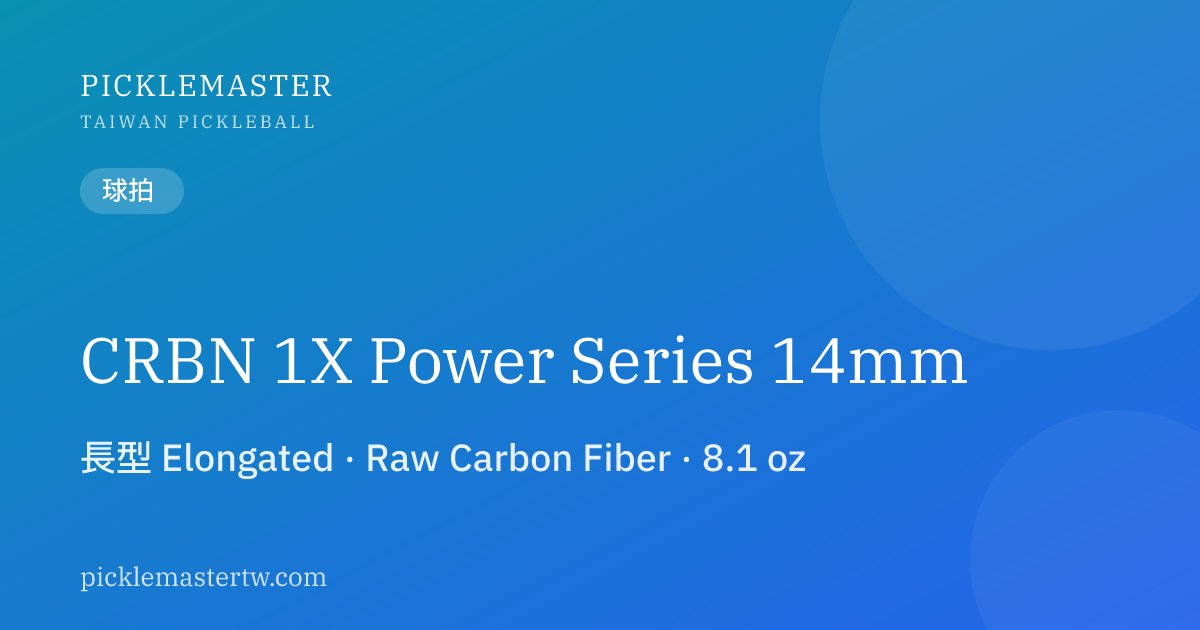 PICKLEMASTER
TAIWAN PICKLEBALL
球拍
CRBN 1X Power Series 14mm
長型 Elongated · Raw Carbon Fiber · 8.1 oz
picklemastertw.com